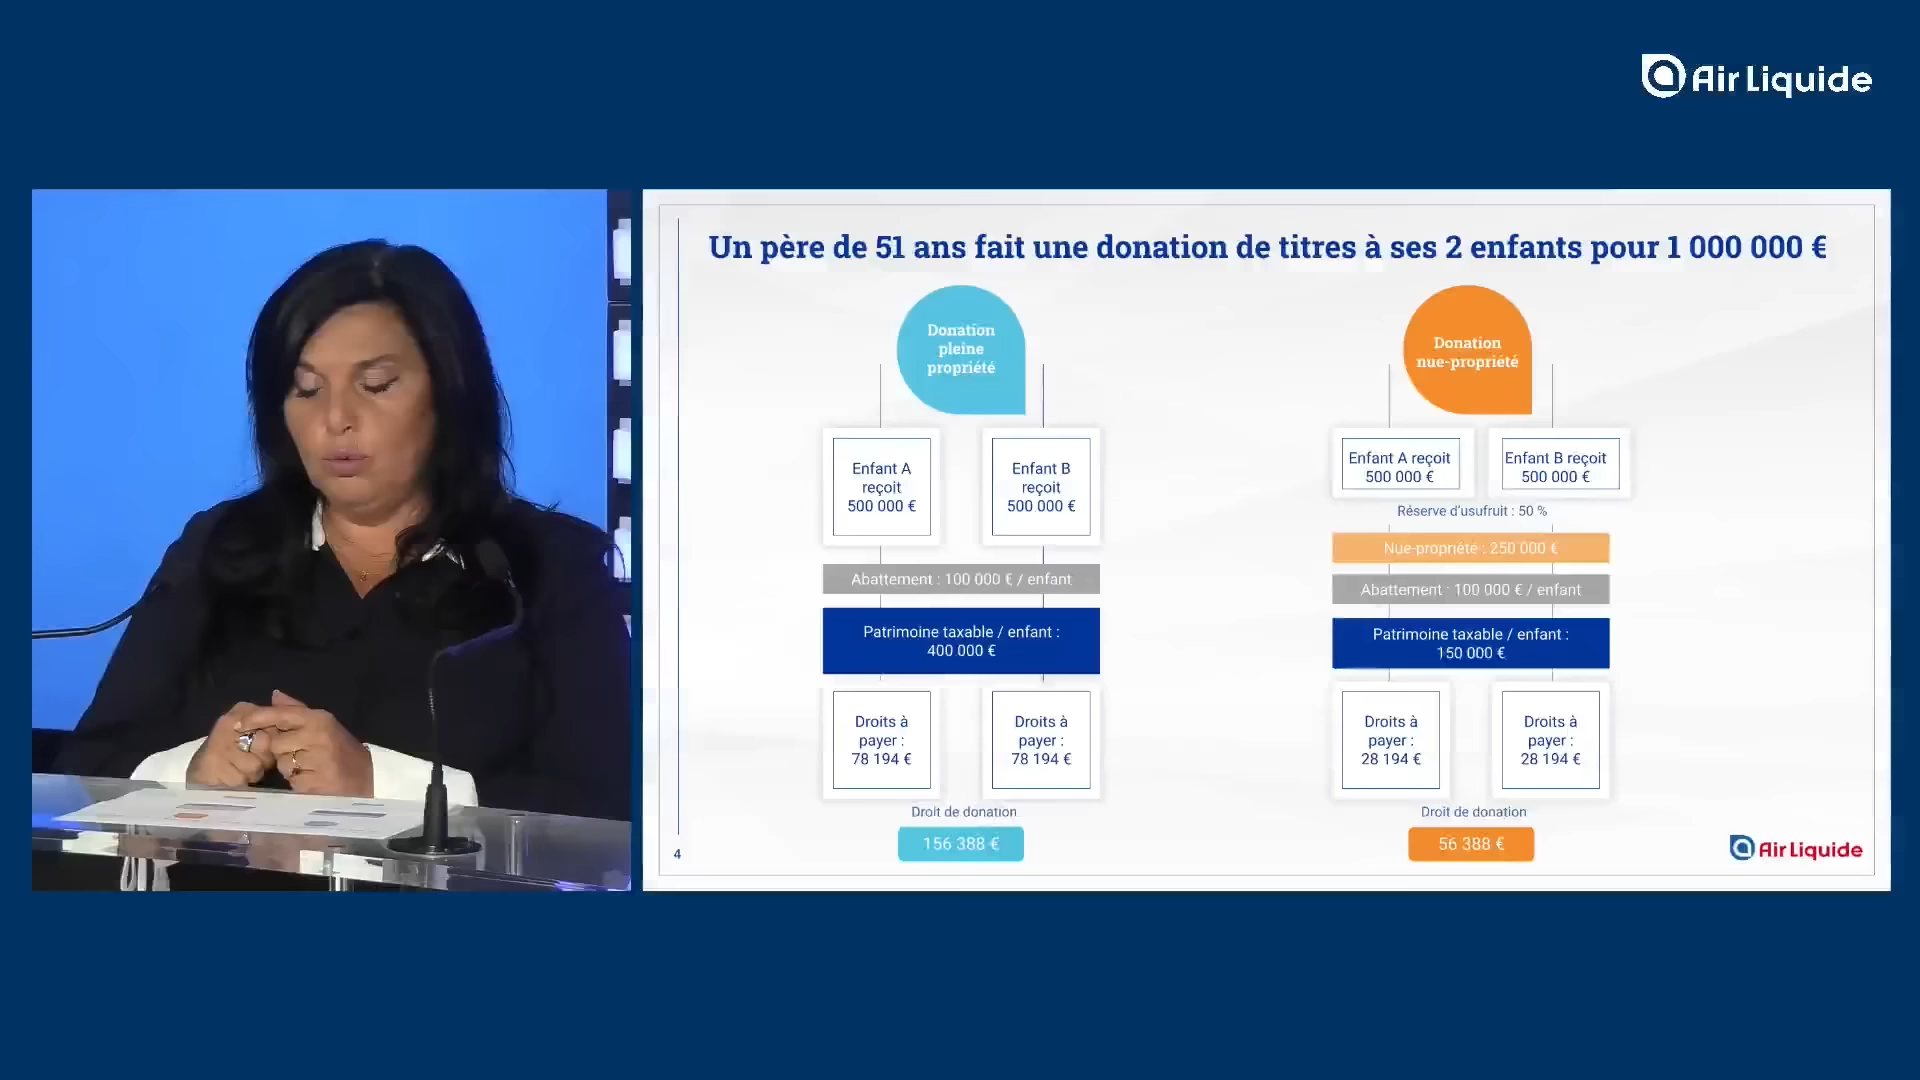 Air Liquide
Un père de 51 ans fait une donation de titres à ses 2 enfants pour 1 000 000 €
Donation
pleine
propriété
Enfant A
reçoit
500 000 €
Enfant B
reçoit
500 000 €
Abattement : 100 000 € / enfant
Patrimoine taxable / enfant :
400 000 €
Droits à
payer :
78 194 €
Droits à
payer :
78 194 €
Droit de donation
156 388 €
Donation
nue-propriété
Enfant A reçoit
500 000 €
Enfant B reçoit
500 000 €
Réserve d'usufruit : 50 %
Nue-propriété : 250 000 €
Abattement : 100 000 € / enfant
Patrimoine taxable / enfant :
150 000 €
Droits à
payer :
28 194 €
Droits à
payer :
28 194 €
Droit de donation
56 388 €
4
Air Liquide